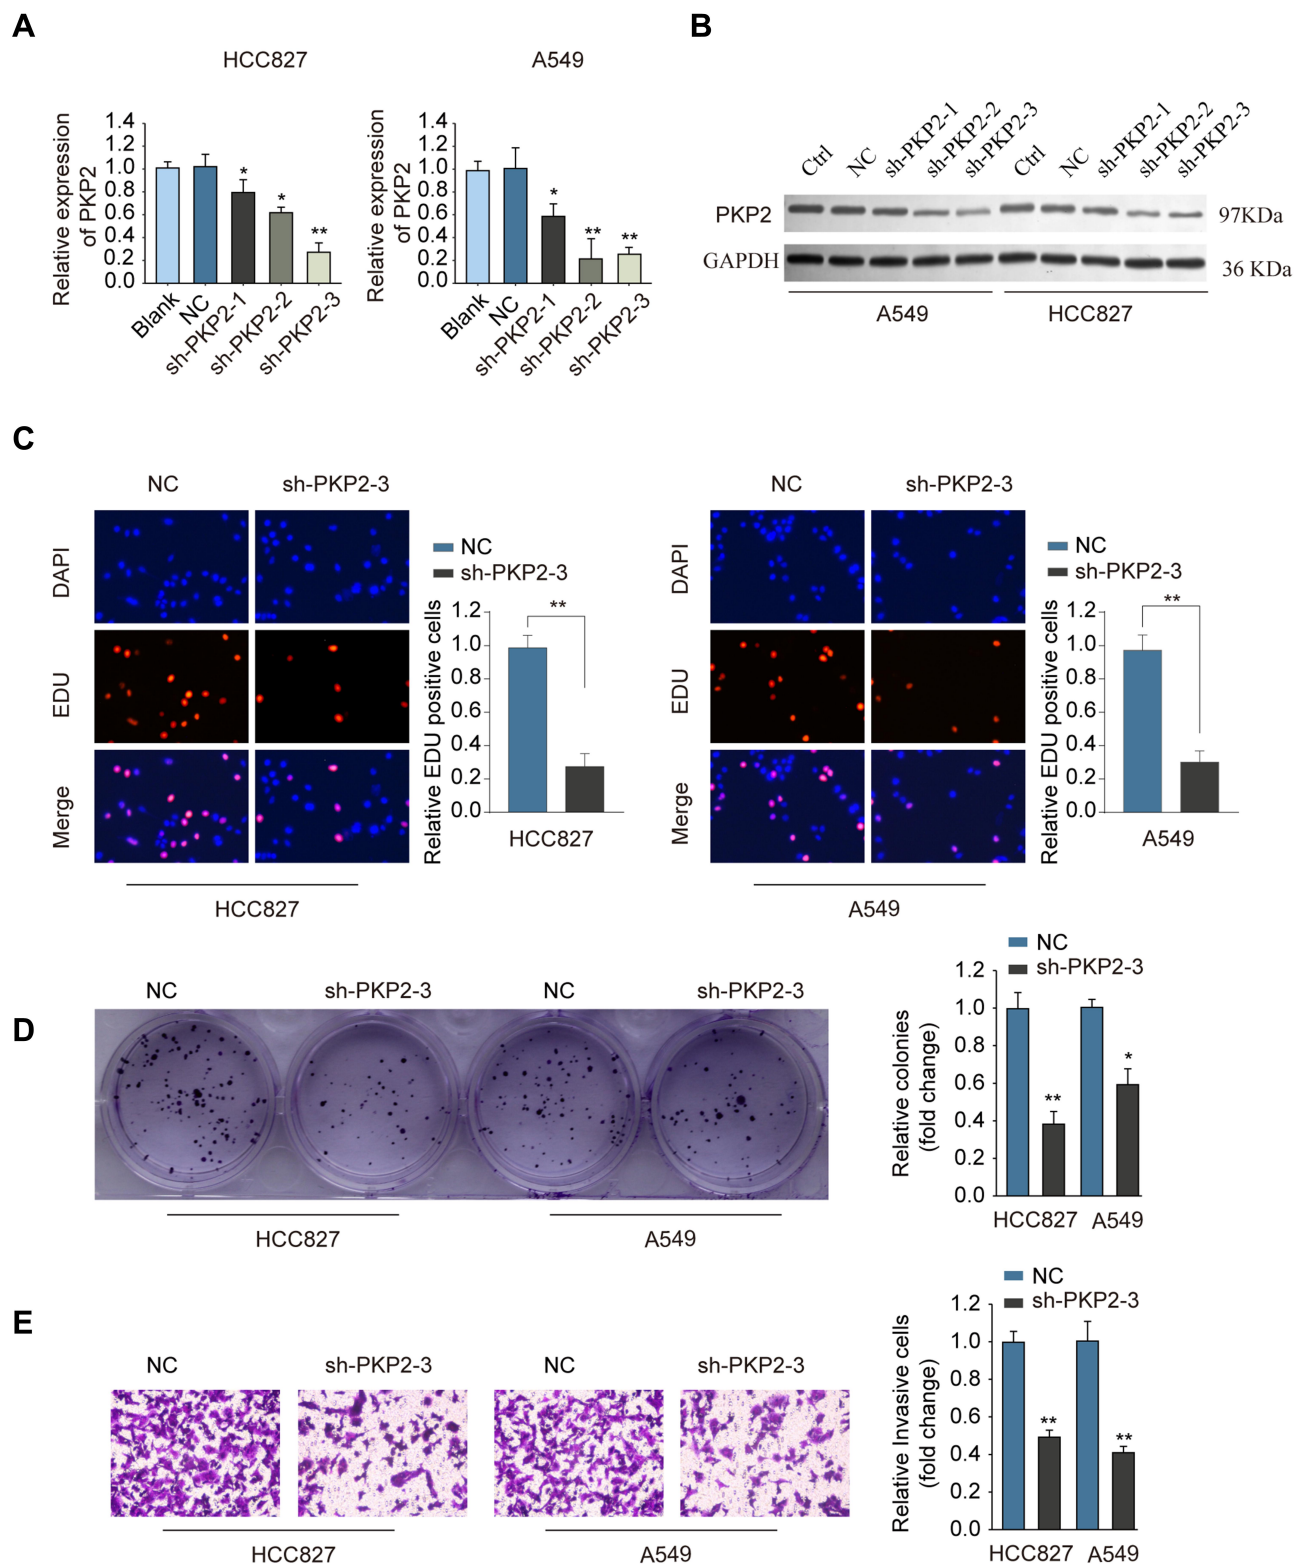 A
B
HCC827
A549
Relative expression
of PKP2
1.4
1.2
1.0
0.8
0.6
0.4
0.2
0.0
*
*
**
Blank
NC
sh-PKP2-1
sh-PKP2-2
sh-PKP2-3
Relative expression
of PKP2
1.4
1.2
1.0
0.8
0.6
0.4
0.2
0.0
*
**
**
Blank
NC
sh-PKP2-1
sh-PKP2-2
sh-PKP2-3
Ctrl
NC
sh-PKP2-1
sh-PKP2-2
sh-PKP2-3
Ctrl
NC
sh-PKP2-1
sh-PKP2-2
sh-PKP2-3
PKP2
97KDa
GAPDH
36 KDa
A549
HCC827
C
NC
sh-PKP2-3
DAPI
EDU
Merge
HCC827
NC
sh-PKP2-3
Relative EDU positive cells
1.2
1.0
0.8
0.6
0.4
0.2
0.0
**
HCC827
NC
sh-PKP2-3
DAPI
EDU
Merge
A549
NC
sh-PKP2-3
Relative EDU positive cells
1.2
1.0
0.8
0.6
0.4
0.2
0.0
**
A549
D
NC
sh-PKP2-3
NC
sh-PKP2-3
HCC827
A549
NC
sh-PKP2-3
Relative colonies
(fold change)
1.2
1.0
0.8
0.6
0.4
0.2
0.0
**
*
HCC827
A549
E
NC
sh-PKP2-3
NC
sh-PKP2-3
HCC827
A549
NC
sh-PKP2-3
Relative Invasive cells
(fold change)
1.2
1.0
0.8
0.6
0.4
0.2
0.0
**
**
HCC827
A549